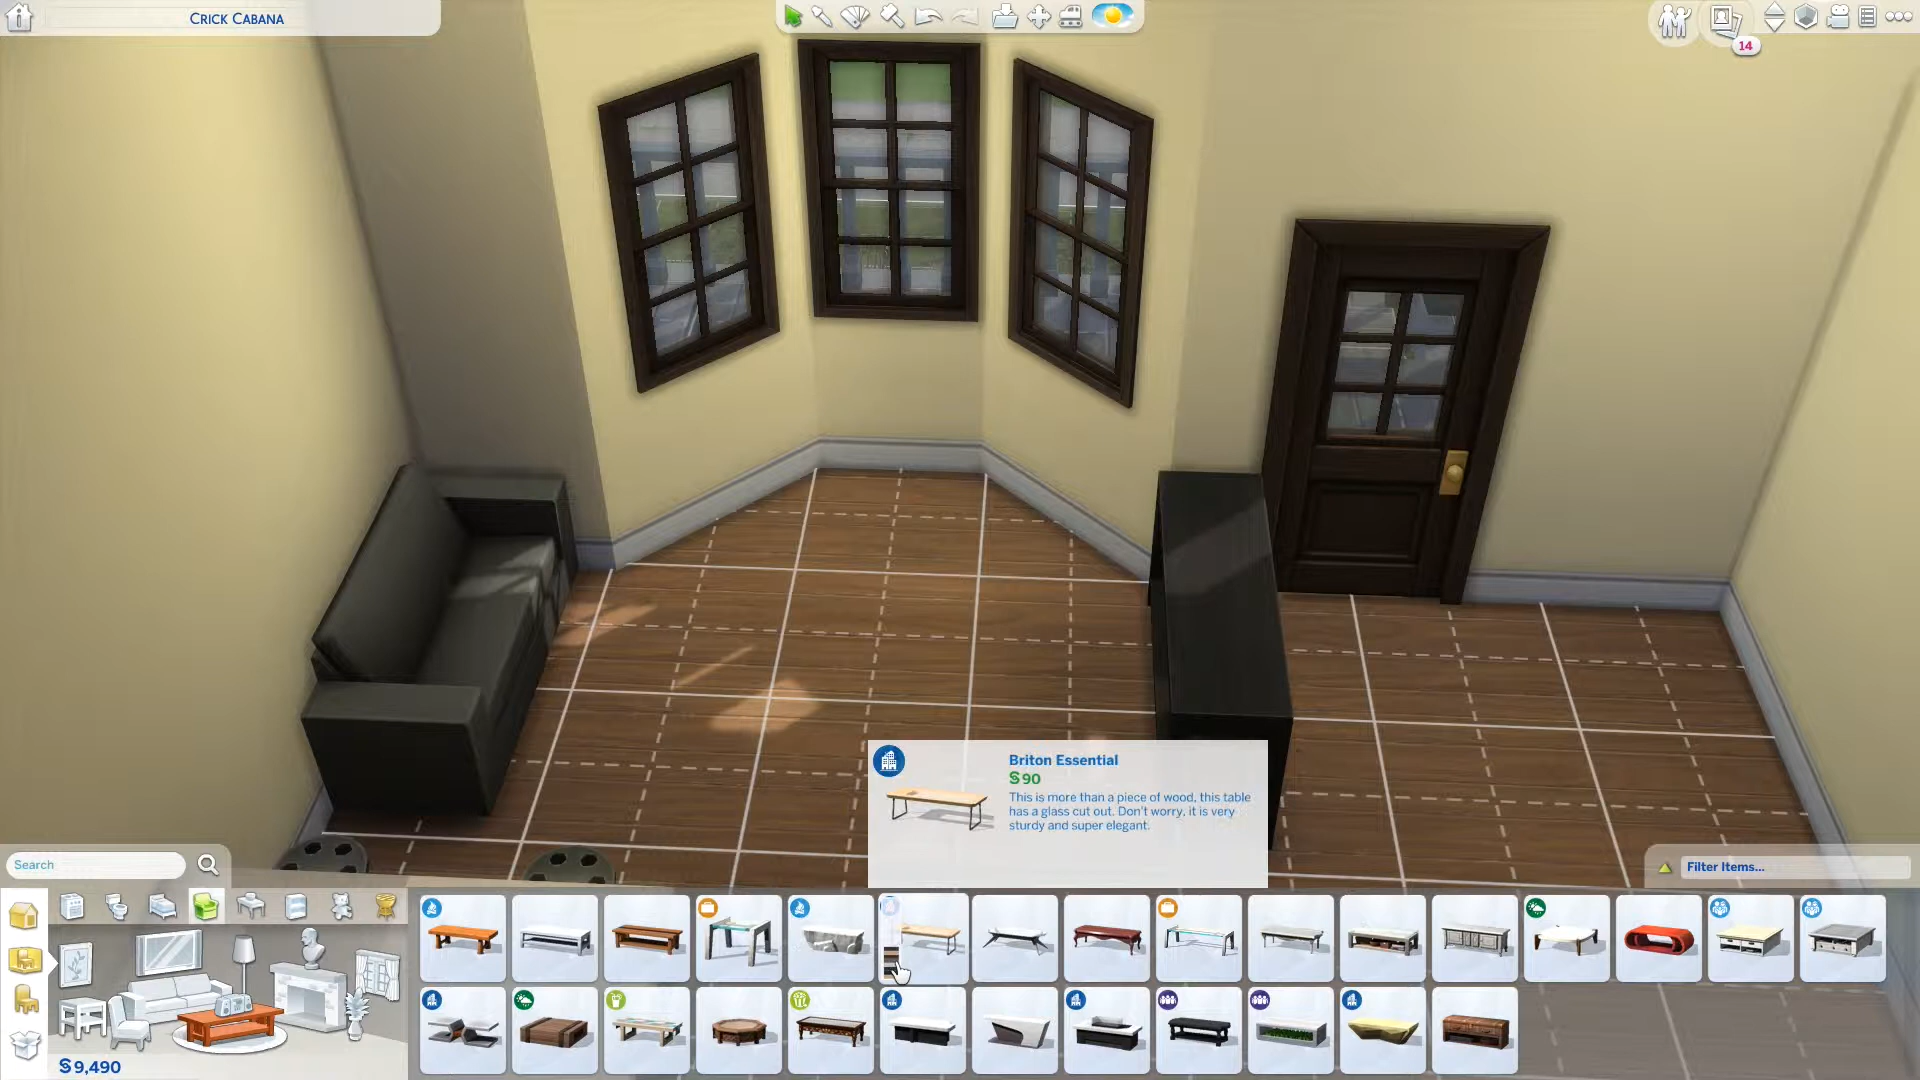 Crick Cabana
14
Briton Essential
§90
This is more than a piece of wood, this table
has a glass cut out. Don't worry, it is very
sturdy and super elegant.
Search
Filter Items...
§9,490